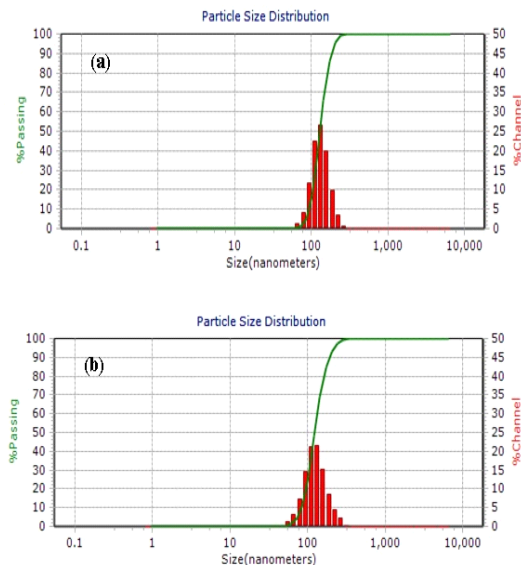 Particle Size Distribution
(a)
100 90 80 70 60 50 40 30 20 10 0
%Passing
50 45 40 35 30 25 20 15 10 5 0
%Channel
0.1 1 10 100 1,000 10,000
Size(nanometers)
Particle Size Distribution
(b)
100 90 80 70 60 50 40 30 20 10 0
%Passing
50 45 40 35 30 25 20 15 10 5 0
%Channel
0.1 1 10 100 1,000 10,000
Size(nanometers)